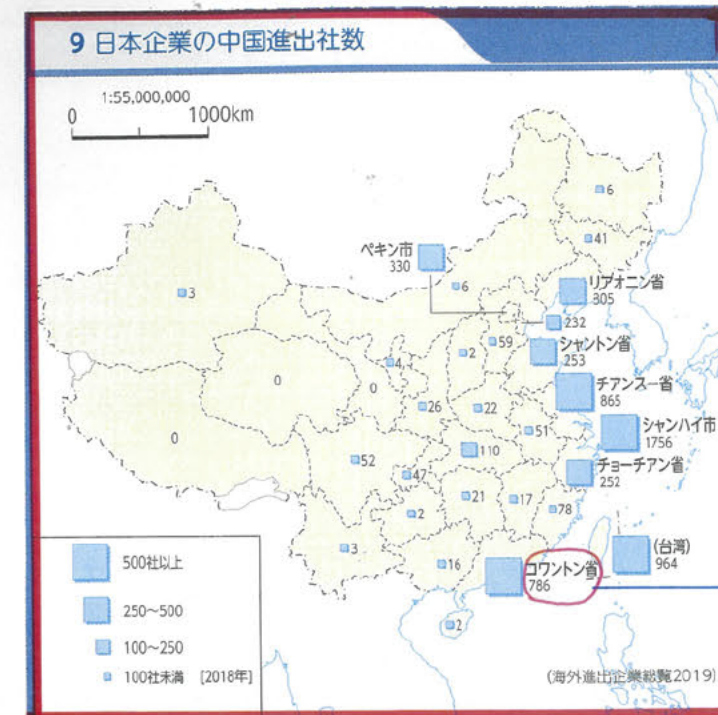 9 日本企業の中国進出社数
1:55,000,000
0 1000km
6
41
ペキン市
330
6
リアオニン省
305
232
3
59
2
シャントン省
253
4
0
0
チアンスー省
865
26
22
0
51
シャンハイ市
1756
110
52
47
チョーチアン省
252
21
17
2
78
3
16
コワントン省
786
(台湾)
964
2
500社以上
250〜500
100〜250
100社未満 [2018年]
(海外進出企業総覧2019)